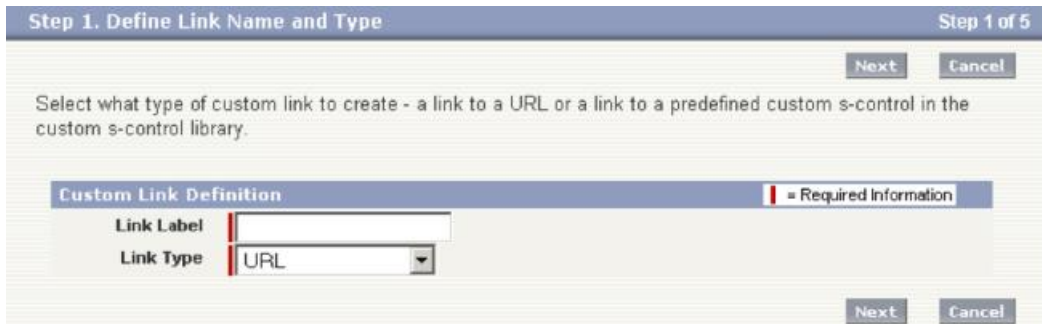 Step 1. Define Link Name and Type Step 1 of 5
Next Cancel
Select what type of custom link to create - a link to a URL or a link to a predefined custom s-control in the
custom s-control library.
Custom Link Definition = Required Information
Link Label
Link Type URL
Next Cancel